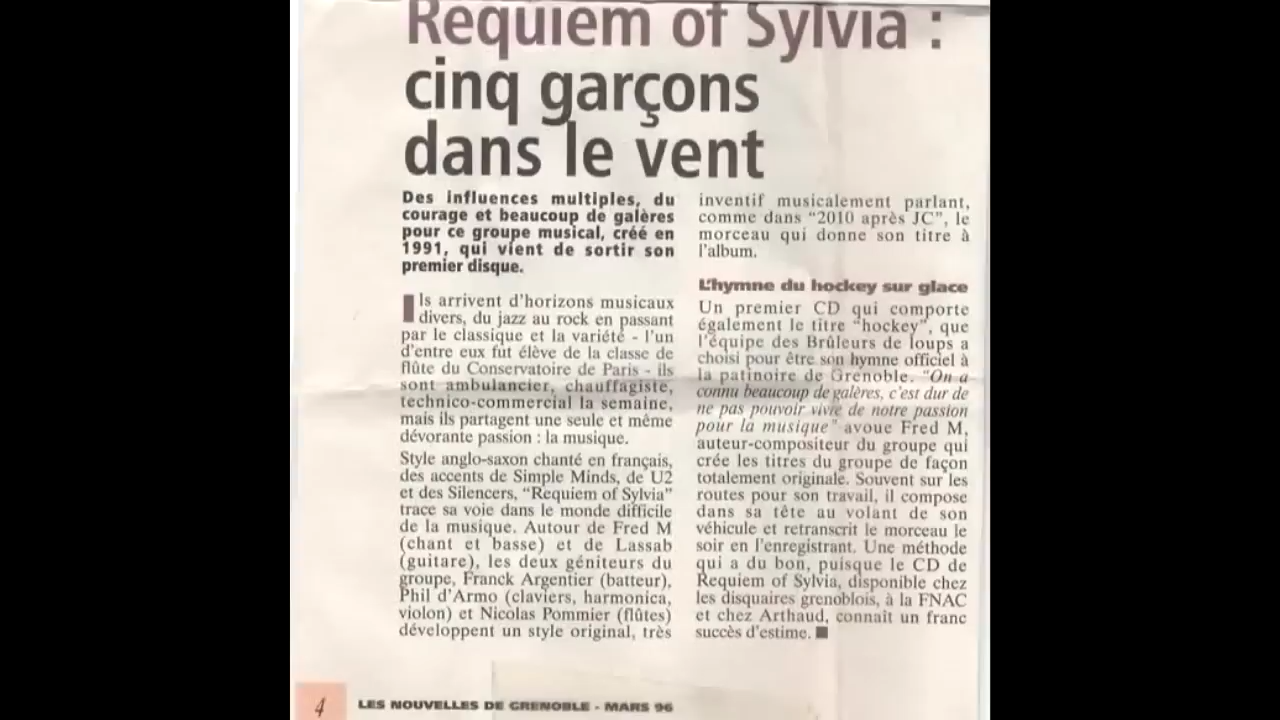 Requiem of Sylvia :
cinq garçons
dans le vent
Des influences multiples, du
courage et beaucoup de galères
pour ce groupe musical, créé en
1991, qui vient de sortir son
premier disque.
Ils arrivent d'horizons musicaux
divers, du jazz au rock en passant
par le classique et la variété - l'un
d'entre eux fut élève de la classe de
flûte du Conservatoire de Paris - ils
sont ambulancier, chauffagiste,
technico-commercial la semaine,
mais ils partagent une seule et même
dévorante passion : la musique.
Style anglo-saxon chanté en français,
des accents de Simple Minds, de U2
et des Silencers, "Requiem of Sylvia"
trace sa voie dans le monde difficile
de la musique. Autour de Fred M
(chant et basse) et de Lassab
(guitare), les deux géniteurs du
groupe, Franck Argentier (batteur),
Phil d'Armo (claviers, harmonica,
violon) et Nicolas Pommier (flûtes)
développent un style original, très
inventif musicalement parlant,
comme dans "2010 après JC", le
morceau qui donne son titre à
l'album.
L'hymne du hockey sur glace
Un premier CD qui comporte
également le titre "hockey", que
l'équipe des Brûleurs de loups a
choisi pour être son hymne officiel à
la patinoire de Grenoble. "On a
connu beaucoup de galères, c'est dur de
ne pas pouvoir vivre de notre passion
pour la musique" avoue Fred M,
auteur-compositeur du groupe qui
crée les titres du groupe de façon
totalement originale. Souvent sur les
routes pour son travail, il compose
dans sa tête au volant de son
véhicule et retranscrit le morceau le
soir en l'enregistrant. Une méthode
qui a du bon, puisque le CD de
Requiem of Sylvia, disponible chez
les disquaires grenoblois, à la FNAC
et chez Arthaud, connaît un franc
succès d'estime.
4 LES NOUVELLES DE GRENOBLE - MARS 96